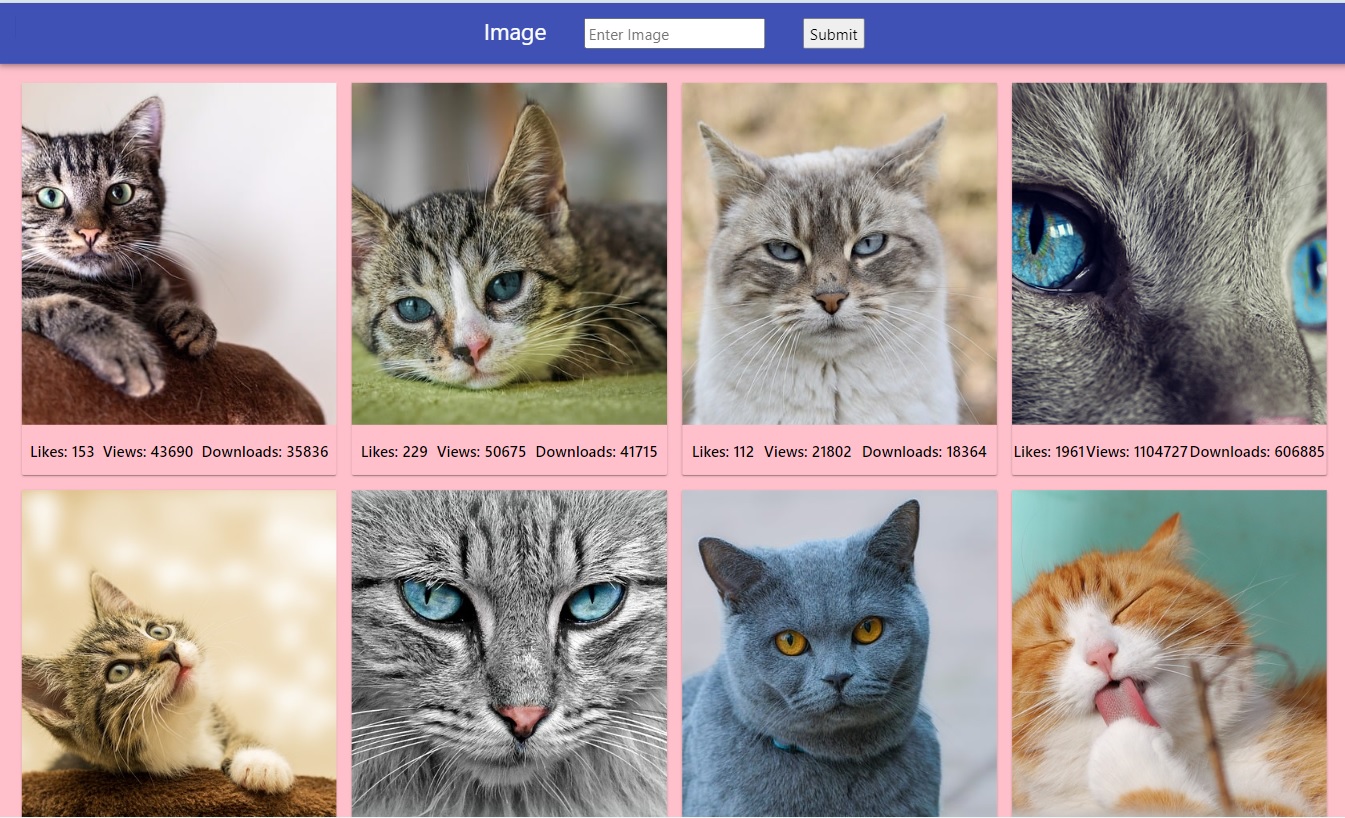 Image Enter Image Submit
Likes: 153 Views: 43690 Downloads: 35836
Likes: 229 Views: 50675 Downloads: 41715
Likes: 112 Views: 21802 Downloads: 18364
Likes: 1961Views: 1104727Downloads: 606885